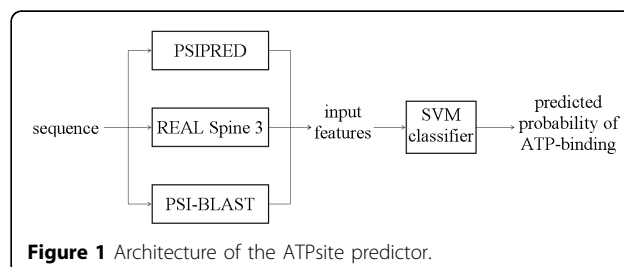 PSIPRED
sequence
REAL Spine 3
PSI-BLAST
input
features
SVM
classifier
predicted
probability of
ATP-binding
Figure 1 Architecture of the ATPsite predictor.